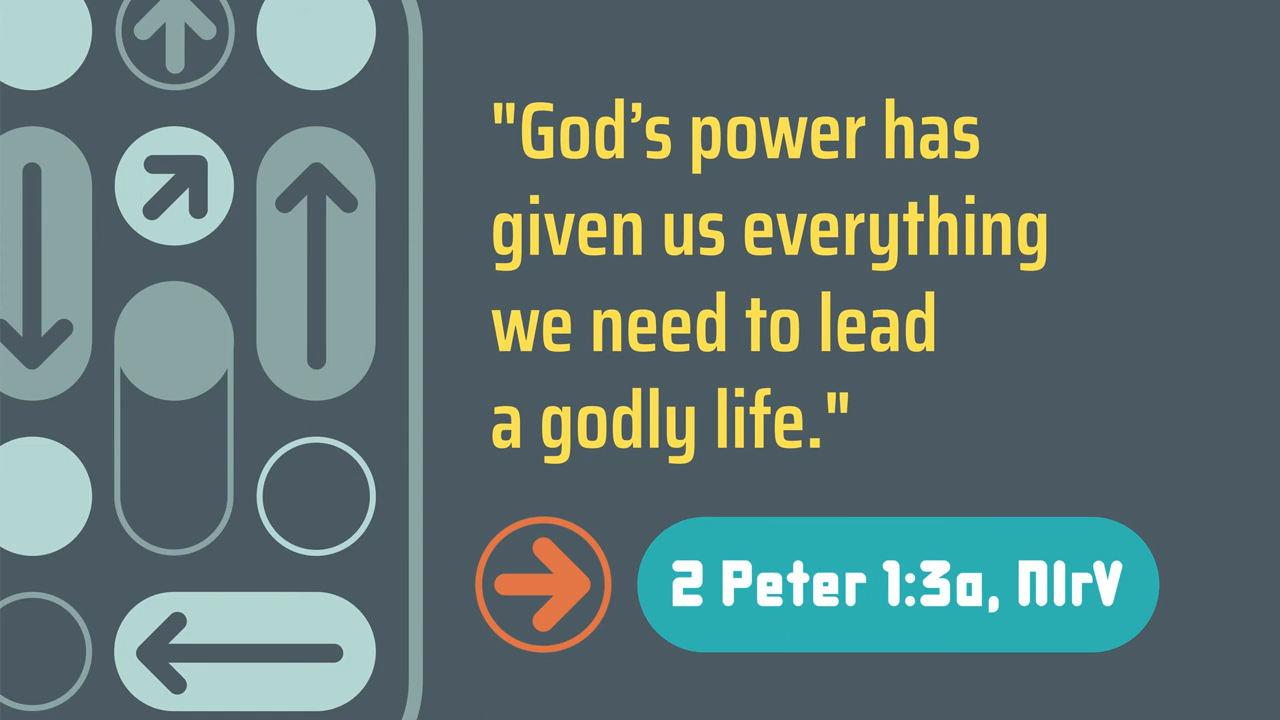 "God’s power has
given us everything
we need to lead
a godly life."
2 Peter 1:3a, NIrV